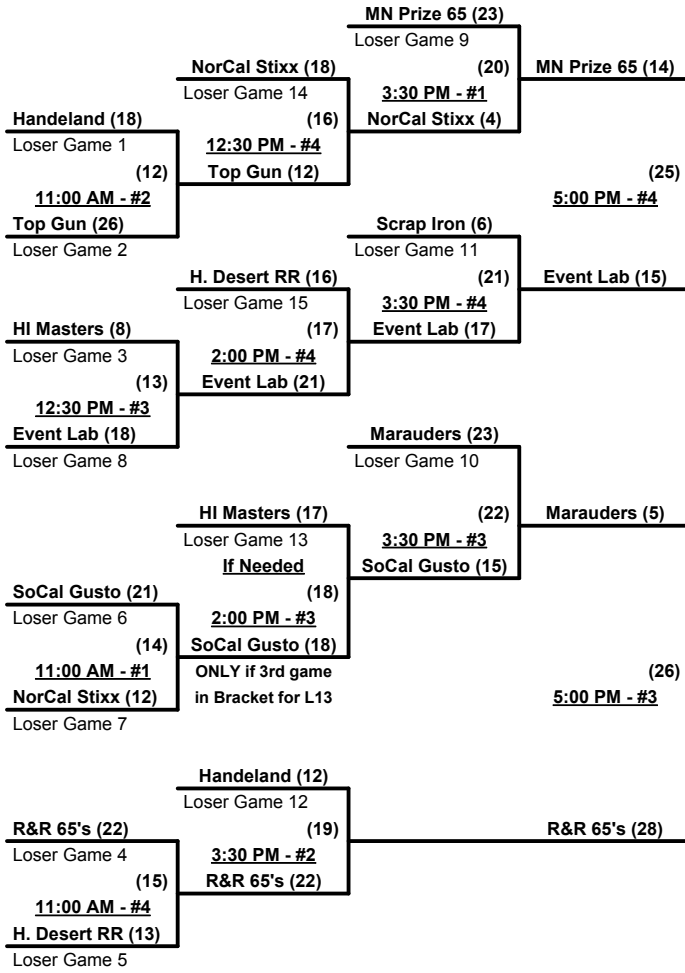 MN Prize 65 (23)
Loser Game 9
NorCal Stixx (18)
(20)
MN Prize 65 (14)
Loser Game 14
3:30 PM - #1
Handeland (18)
(16)
NorCal Stixx (4)
Loser Game 1
12:30 PM - #4
(12)
Top Gun (12)
(25)
11:00 AM - #2
5:00 PM - #4
Top Gun (26)
Scrap Iron (6)
Loser Game 2
Loser Game 11
H. Desert RR (16)
(21)
Event Lab (15)
Loser Game 15
3:30 PM - #4
HI Masters (8)
(17)
Event Lab (17)
Loser Game 3
2:00 PM - #4
(13)
Event Lab (21)
12:30 PM - #3
Event Lab (18)
Marauders (23)
Loser Game 8
Loser Game 10
HI Masters (17)
(22)
Marauders (5)
Loser Game 13
3:30 PM - #3
If Needed
SoCal Gusto (15)
SoCal Gusto (21)
(18)
Loser Game 6
2:00 PM - #3
(14)
SoCal Gusto (18)
11:00 AM - #1
ONLY if 3rd game
(26)
NorCal Stixx (12)
in Bracket for L13
5:00 PM - #3
Loser Game 7
Handeland (12)
Loser Game 12
R&R 65's (22)
(19)
R&R 65's (28)
Loser Game 4
3:30 PM - #2
(15)
R&R 65's (22)
11:00 AM - #4
H. Desert RR (13)
Loser Game 5